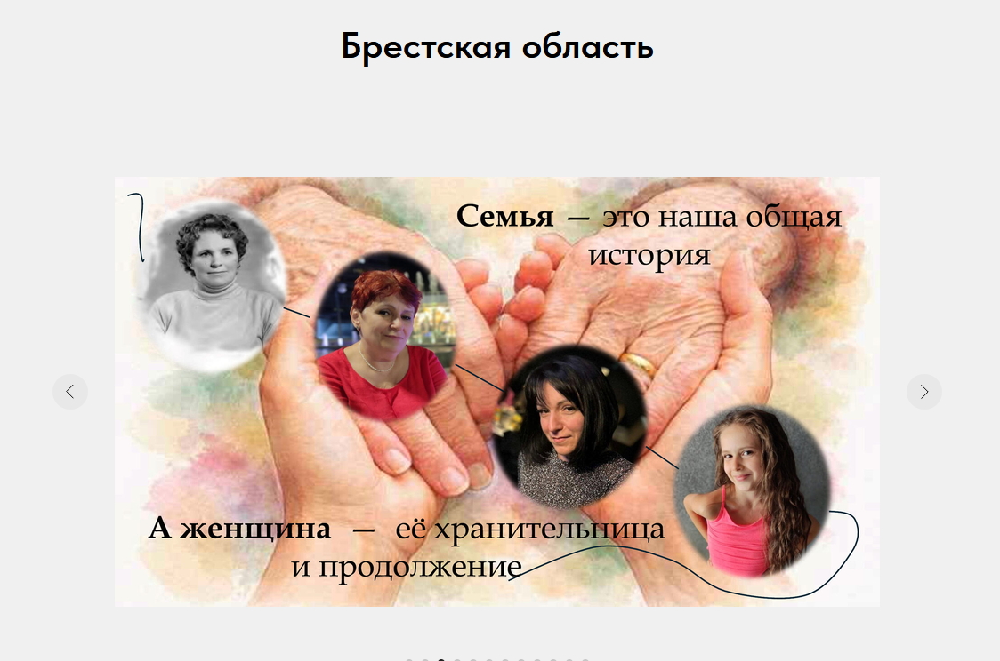 Брестская область
Семья — это наша общая
история
А женщина — её хранительница
и продолжение